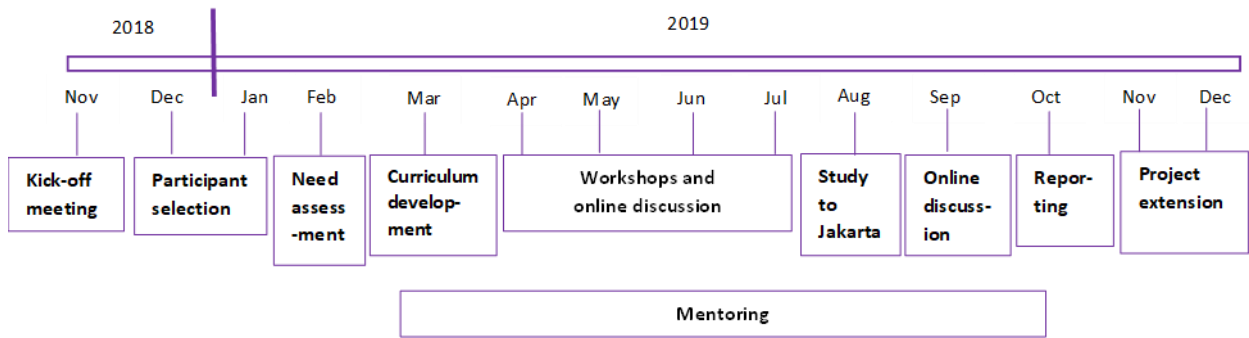 2018 2019
Nov Dec Jan Feb Mar Apr May Jun Jul Aug Sep Oct Nov Dec
Kick-off
meeting
Participant
selection
Need
assess
-ment
Curriculum
develop-
ment
Workshops and
online discussion
Study
to
Jakarta
Online
discuss-
ion
Repor-
ting
Project
extension
Mentoring